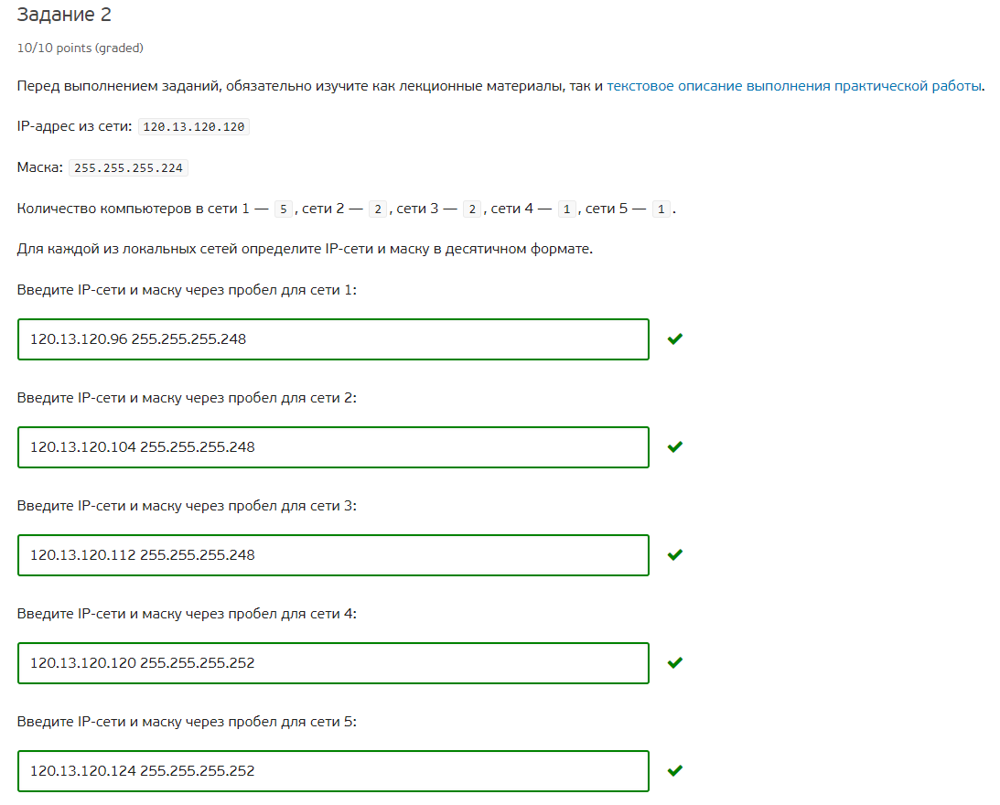 Задание 2
10/10 points (graded)
Перед выполнением заданий, обязательно изучите как лекционные материалы, так и текстовое описание выполнения практической работы.
IP-адрес из сети: 120.13.120.120
Маска: 255.255.255.224
Количество компьютеров в сети 1 — 5, сети 2 — 2, сети 3 — 2, сети 4 — 1, сети 5 — 1.
Для каждой из локальных сетей определите IP-сети и маску в десятичном формате.
Введите IP-сети и маску через пробел для сети 1:
120.13.120.96 255.255.255.248
Введите IP-сети и маску через пробел для сети 2:
120.13.120.104 255.255.255.248
Введите IP-сети и маску через пробел для сети 3:
120.13.120.112 255.255.255.248
Введите IP-сети и маску через пробел для сети 4:
120.13.120.120 255.255.255.252
Введите IP-сети и маску через пробел для сети 5:
120.13.120.124 255.255.255.252